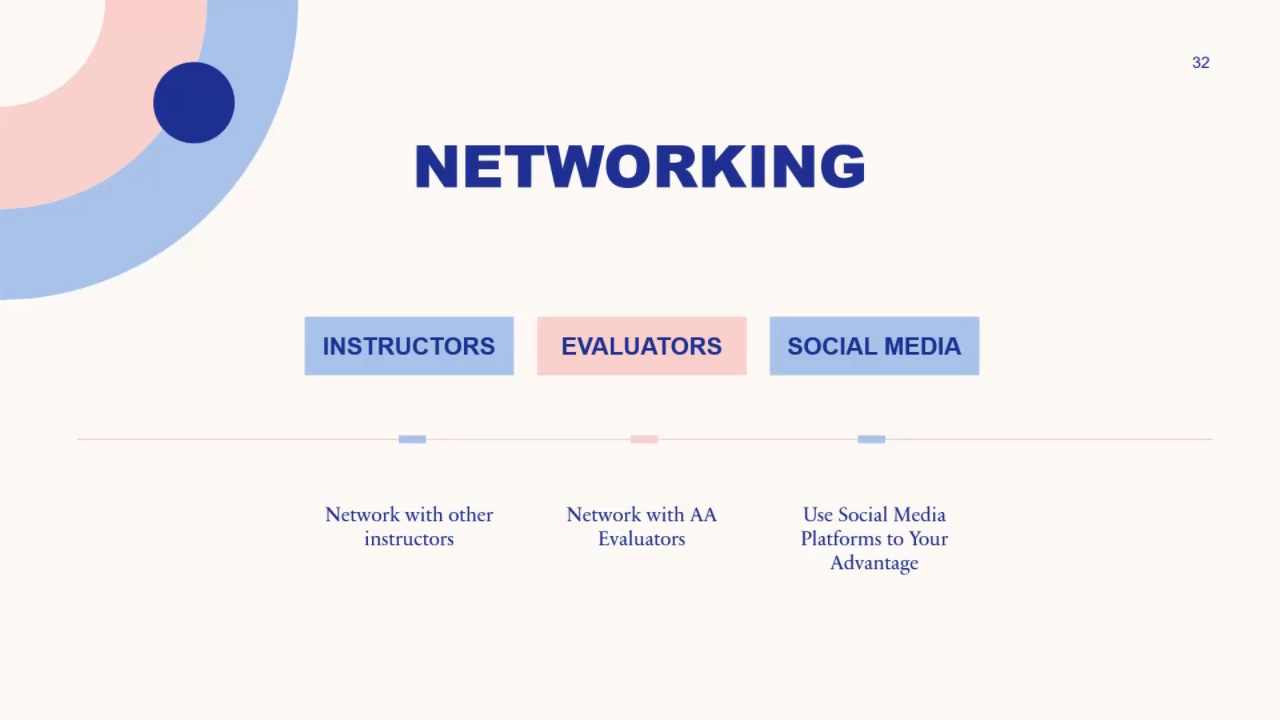 32
NETWORKING
INSTRUCTORS
EVALUATORS
SOCIAL MEDIA
Network with other
instructors
Network with AA
Evaluators
Use Social Media
Platforms to Your
Advantage